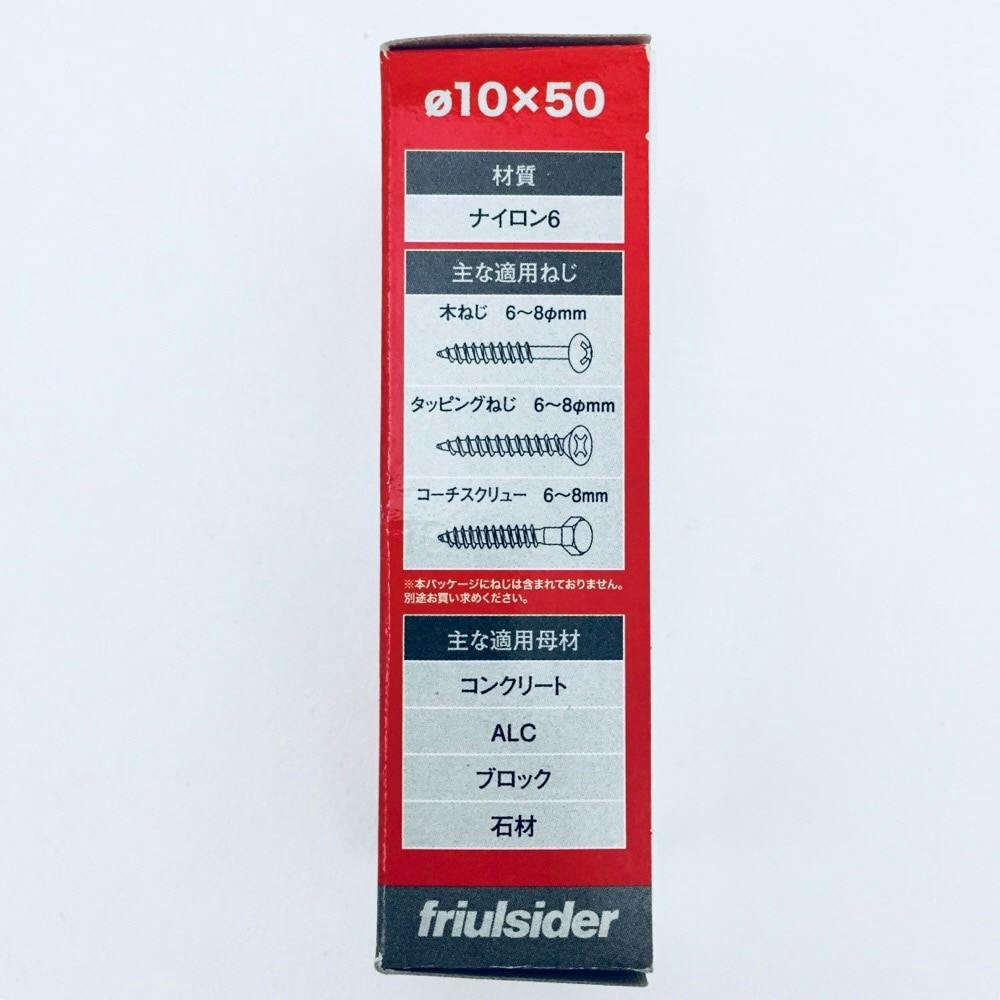 ø10×50
材質
ナイロン6
主な適用ねじ
木ねじ 6〜8φmm
タッピングねじ 6〜8φmm
コーチスクリュー 6〜8mm
※本パッケージにねじは含まれておりません。
別途お買い求めください。
主な適用母材
コンクリート
ALC
ブロック
石材
friulsider